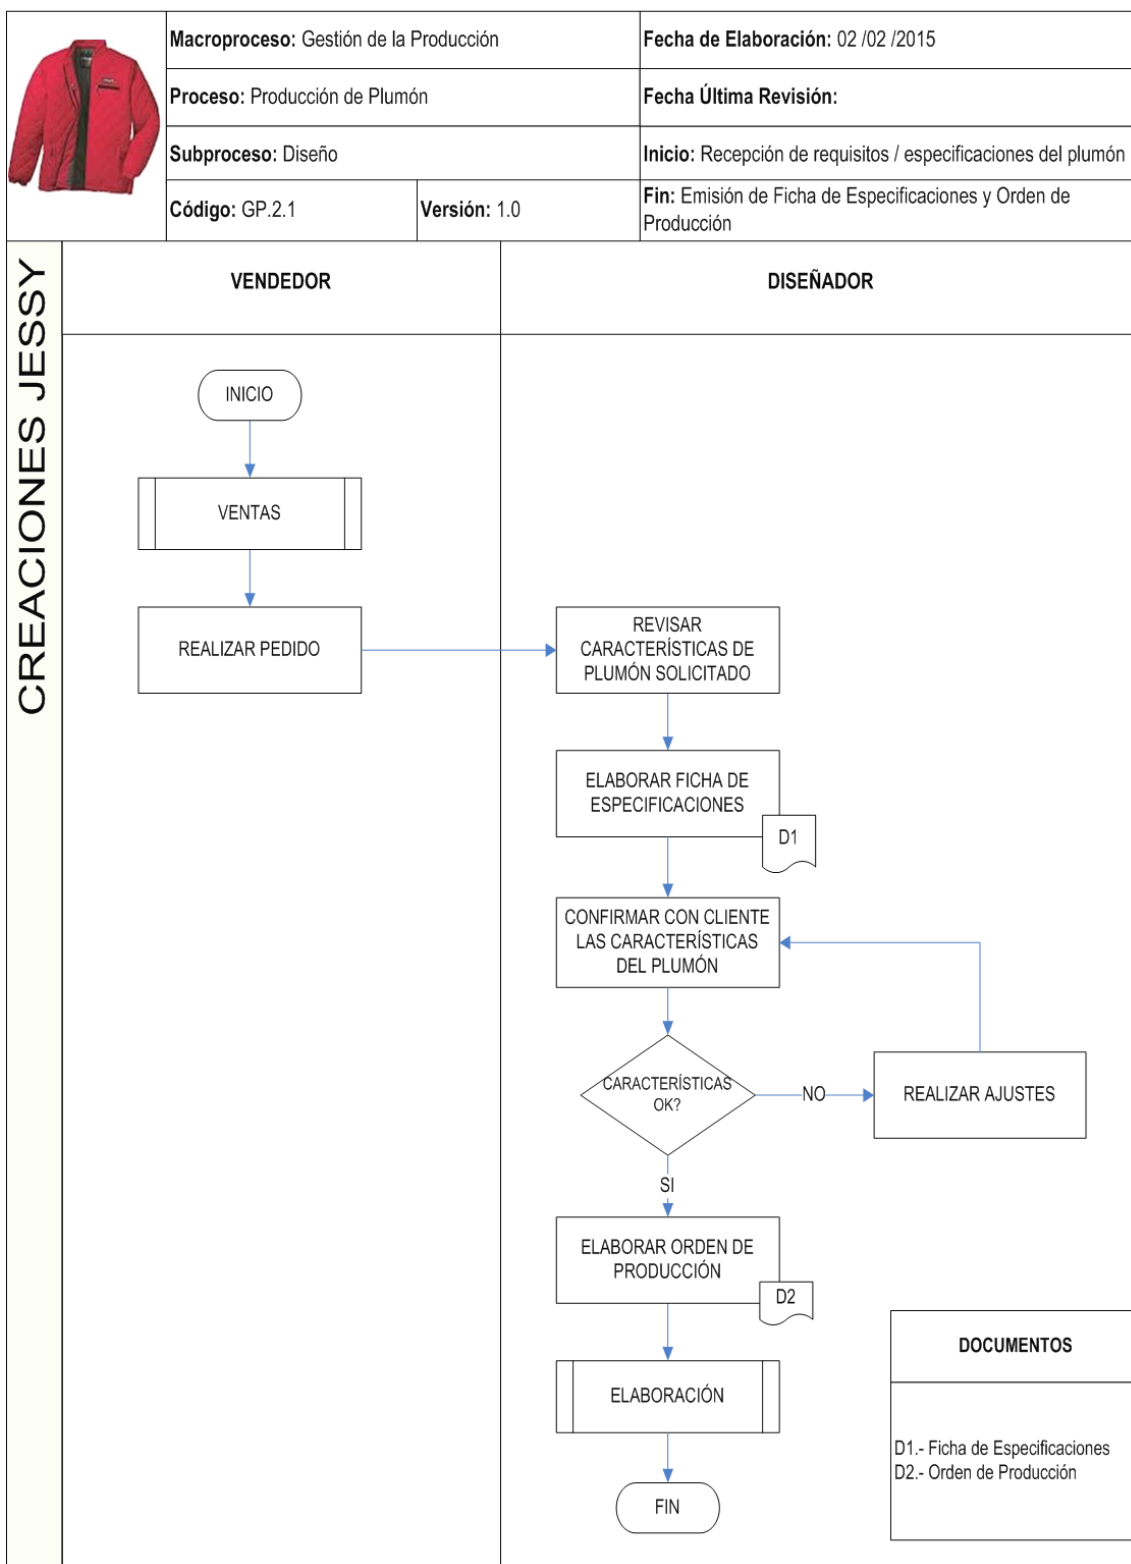 Macroproceso: Gestión de la Producción
Fecha de Elaboración: 02 /02 /2015
Proceso: Producción de Plumón
Fecha Última Revisión:
Subproceso: Diseño
Inicio: Recepción de requisitos / especificaciones del plumón
Código: GP.2.1
Versión: 1.0
Fin: Emisión de Ficha de Especificaciones y Orden de
Producción
CREACIONES JESSY
VENDEDOR
DISEÑADOR
INICIO
VENTAS
REALIZAR PEDIDO
REVISAR
CARACTERÍSTICAS DE
PLUMÓN SOLICITADO
ELABORAR FICHA DE
ESPECIFICACIONES
D1
CONFIRMAR CON CLIENTE
LAS CARACTERÍSTICAS
DEL PLUMÓN
CARACTERÍSTICAS
OK?
NO
REALIZAR AJUSTES
SI
ELABORAR ORDEN DE
PRODUCCIÓN
D2
ELABORACIÓN
FIN
DOCUMENTOS
D1.- Ficha de Especificaciones
D2.- Orden de Producción